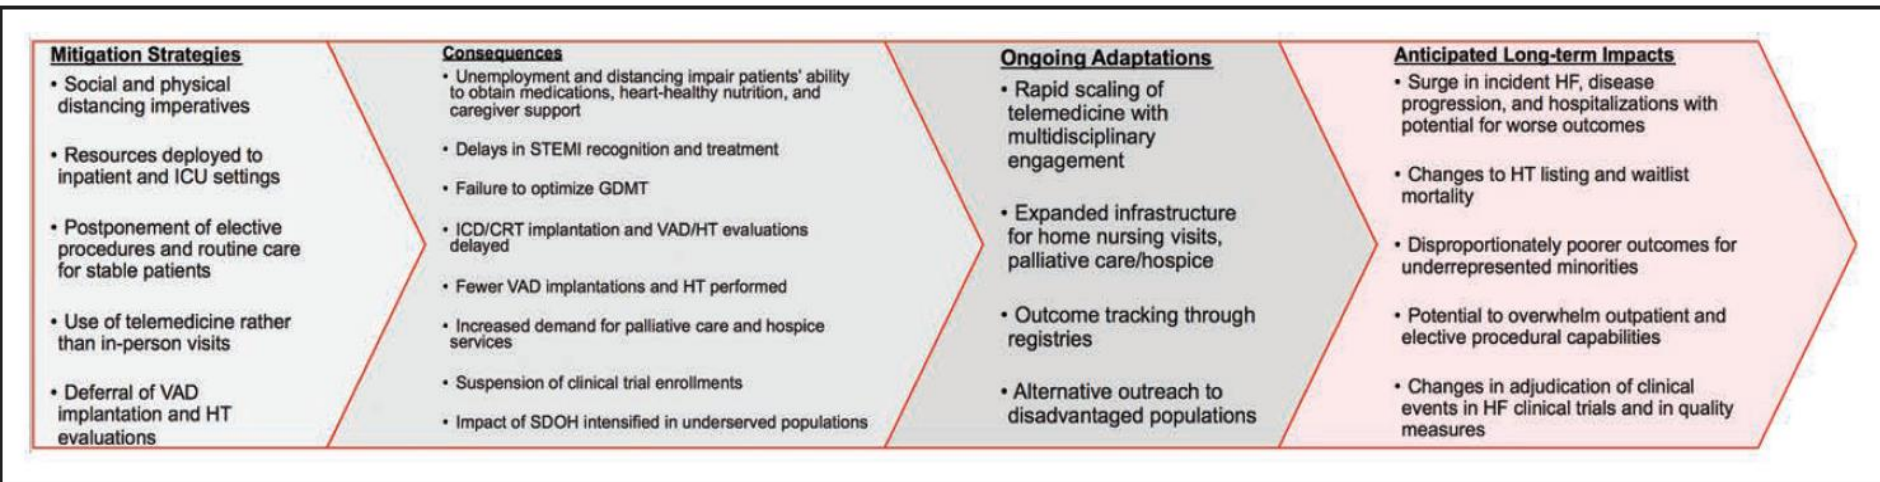 Mitigation Strategies
• Social and physical
distancing imperatives
• Resources deployed to
inpatient and ICU settings
• Postponement of elective
procedures and routine care
for stable patients
• Use of telemedicine rather
than in-person visits
• Deferral of VAD
implantation and HT
evaluations
Consequences
• Unemployment and distancing impair patients' ability
to obtain medications, heart-healthy nutrition, and
caregiver support
• Delays in STEMI recognition and treatment
• Failure to optimize GDMT
• ICD/CRT implantation and VAD/HT evaluations
delayed
• Fewer VAD implantations and HT performed
• Increased demand for palliative care and hospice
services
• Suspension of clinical trial enrollments
• Impact of SDOH intensified in underserved populations
Ongoing Adaptations
• Rapid scaling of
telemedicine with
multidisciplinary
engagement
• Expanded infrastructure
for home nursing visits,
palliative care/hospice
• Outcome tracking through
registries
• Alternative outreach to
disadvantaged populations
Anticipated Long-term Impacts
• Surge in incident HF, disease
progression, and hospitalizations with
potential for worse outcomes
• Changes to HT listing and waitlist
mortality
• Disproportionately poorer outcomes for
underrepresented minorities
• Potential to overwhelm outpatient and
elective procedural capabilities
• Changes in adjudication of clinical
events in HF clinical trials and in quality
measures